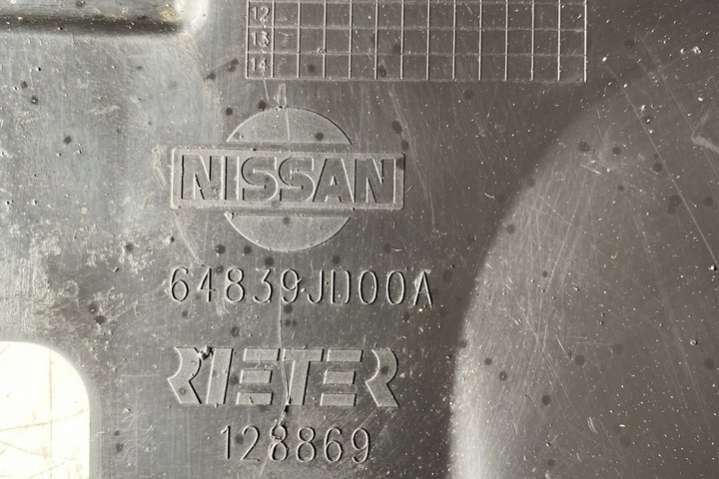 12
13
14
NISSAN
64839JD00A
RIETER
128869